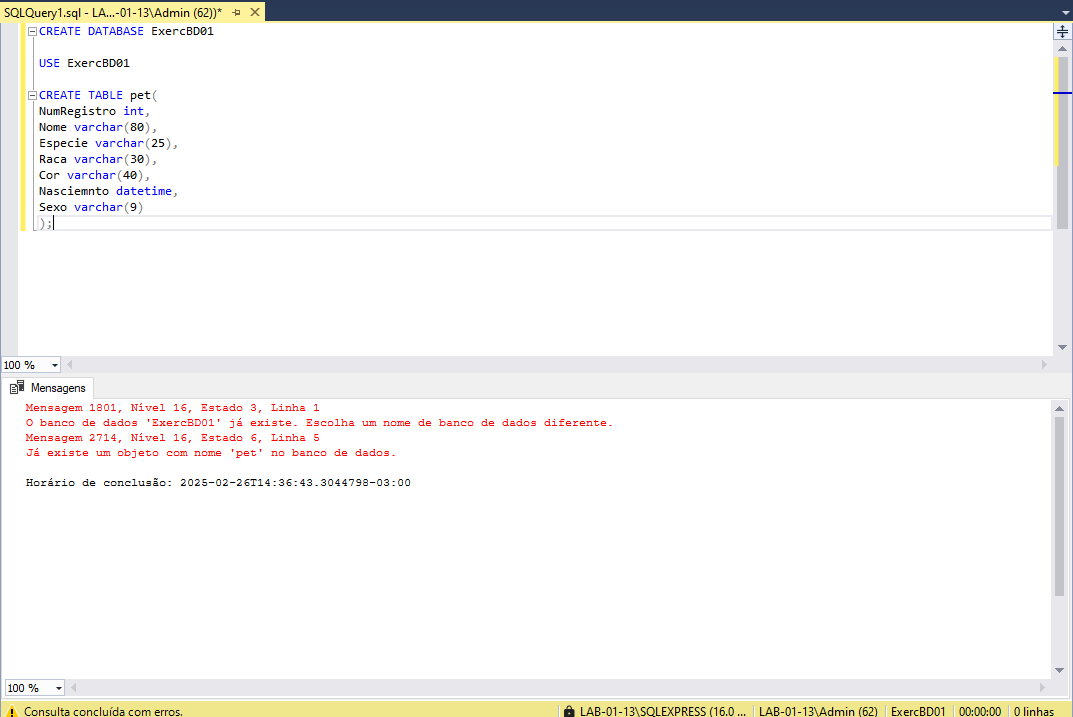 SQLQuery1.sql - LA...-01-13\Admin (62))*
CREATE DATABASE ExercBD01
USE ExercBD01
CREATE TABLE pet(
NumRegistro int,
Nome varchar(80),
Especie varchar(25),
Raca varchar(30),
Cor varchar(40),
Nasciemnto datetime,
Sexo varchar(9)
);
100 %
Mensagens
Mensagem 1801, Nível 16, Estado 3, Linha 1
O banco de dados 'ExercBD01' já existe. Escolha um nome de banco de dados diferente.
Mensagem 2714, Nível 16, Estado 6, Linha 5
Já existe um objeto com nome 'pet' no banco de dados.
Horário de conclusão: 2025-02-26T14:36:43.3044798-03:00
100 %
Consulta concluída com erros. LAB-01-13\SQLEXPRESS (16.0 ... LAB-01-13\Admin (62) ExercBD01 00:00:00 0 linhas